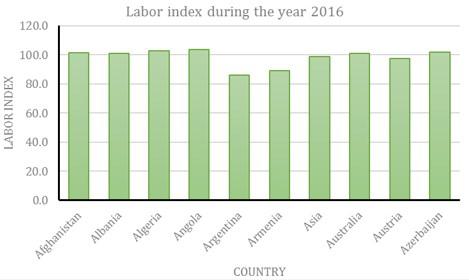 Labor index during the year 2016
120.0
100.0
80.0
60.0
40.0
20.0
0.0
LABOR INDEX
Afghanistan
Albania
Algeria
Angola
Argentina
Armenia
Asia
Australia
Austria
Azerbaijan
COUNTRY